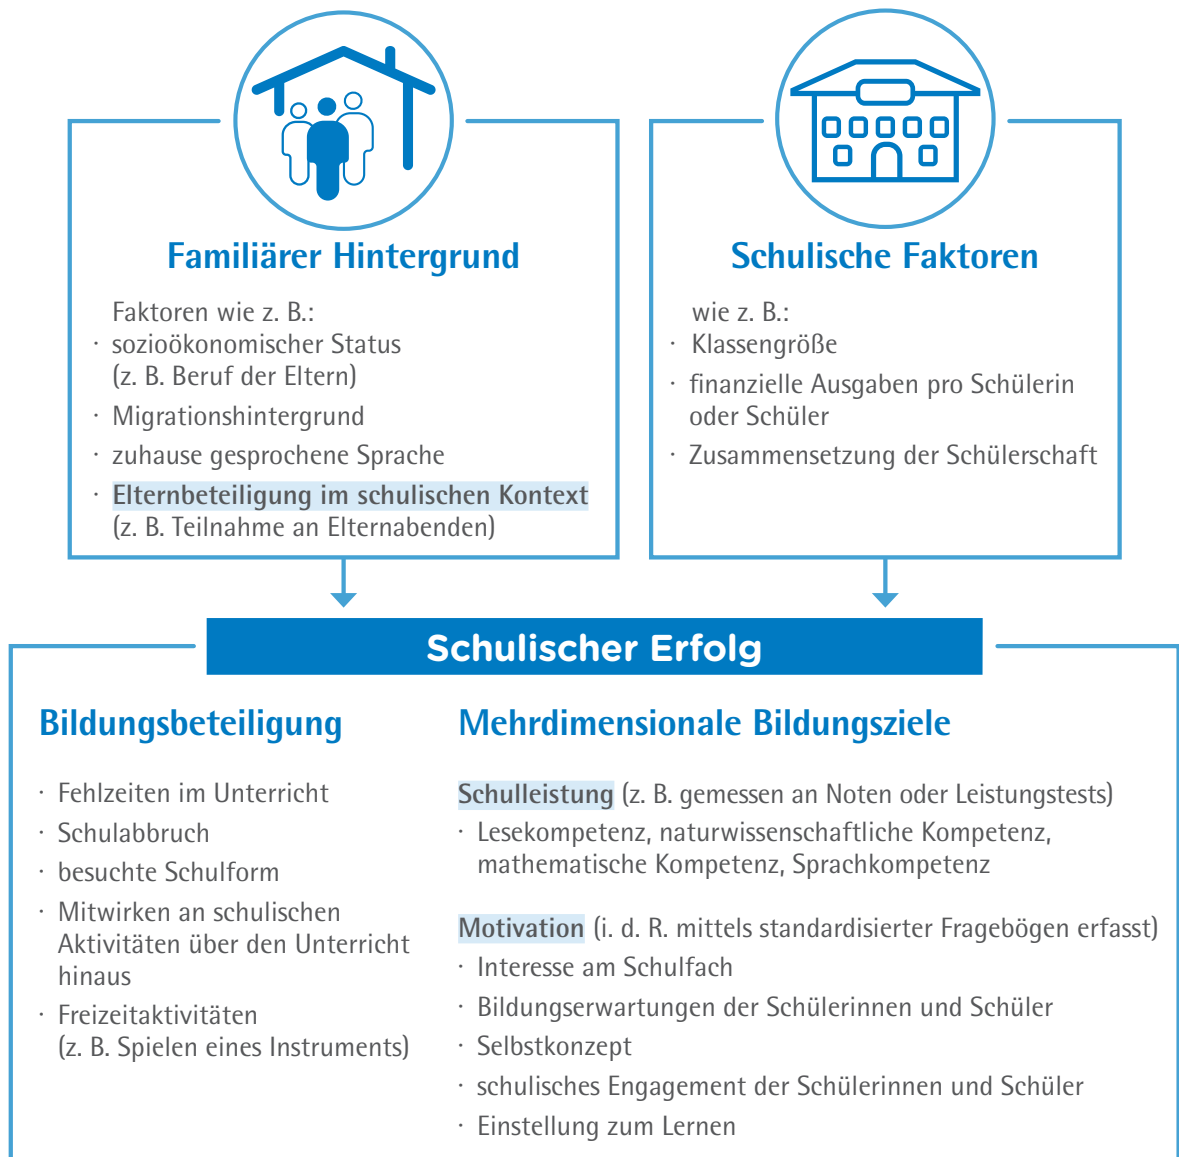 Familiärer Hintergrund
Faktoren wie z. B.:
· sozioökonomischer Status
(z. B. Beruf der Eltern)
· Migrationshintergrund
· zuhause gesprochene Sprache
· Elternbeteiligung im schulischen Kontext
(z. B. Teilnahme an Elternabenden)
Schulische Faktoren
wie z. B.:
· Klassengröße
· finanzielle Ausgaben pro Schülerin
oder Schüler
· Zusammensetzung der Schülerschaft
Schulischer Erfolg
Bildungsbeteiligung
· Fehlzeiten im Unterricht
· Schulabbruch
· besuchte Schulform
· Mitwirken an schulischen
Aktivitäten über den Unterricht
hinaus
· Freizeitaktivitäten
(z. B. Spielen eines Instruments)
Mehrdimensionale Bildungsziele
Schulleistung (z. B. gemessen an Noten oder Leistungstests)
· Lesekompetenz, naturwissenschaftliche Kompetenz,
mathematische Kompetenz, Sprachkompetenz
Motivation (i. d. R. mittels standardisierter Fragebögen erfasst)
· Interesse am Schulfach
· Bildungserwartungen der Schülerinnen und Schüler
· Selbstkonzept
· schulisches Engagement der Schülerinnen und Schüler
· Einstellung zum Lernen